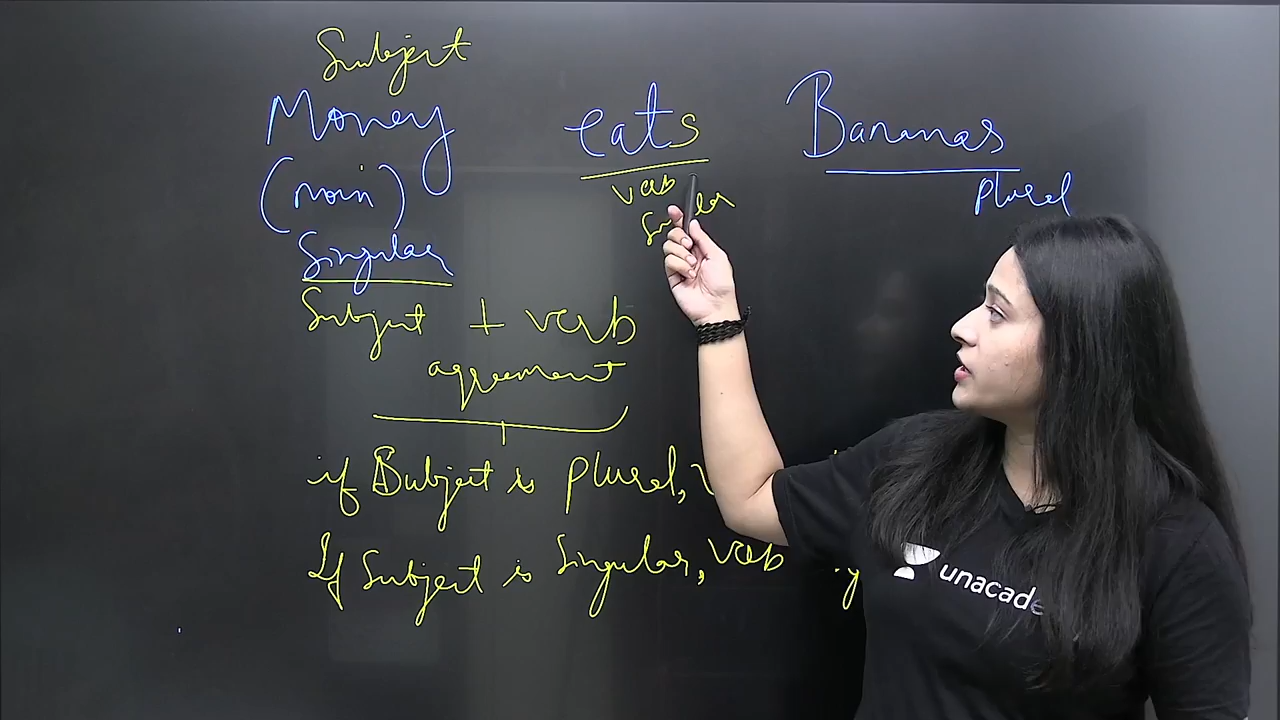 Subject
Money eats Bananas
(noun) verb plural
Singular
Subject + verb
agreement
if Subject is plural,
If Subject is Singular, verb
unacade